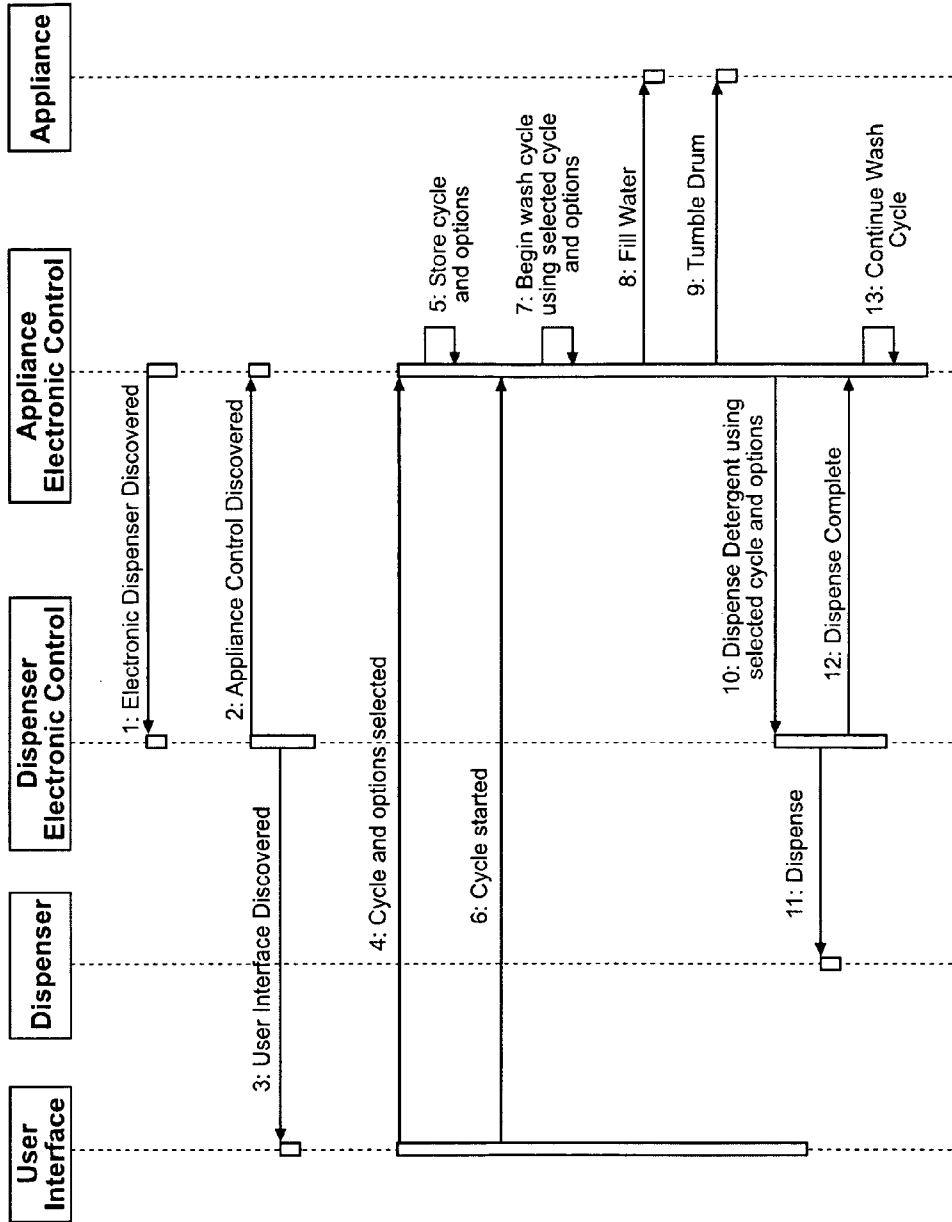 User
Interface
Dispenser
Dispenser
Electronic Control
Appliance
Electronic Control
Appliance
1: Electronic Dispenser Discovered
2: Appliance Control Discovered
3: User Interface Discovered
4: Cycle and options selected
5: Store cycle
and options
6: Cycle started
7: Begin wash cycle
using selected cycle
and options
8: Fill Water
9: Tumble Drum
10: Dispense Detergent using
selected cycle and options
11: Dispense
12: Dispense Complete
13: Continue Wash
Cycle